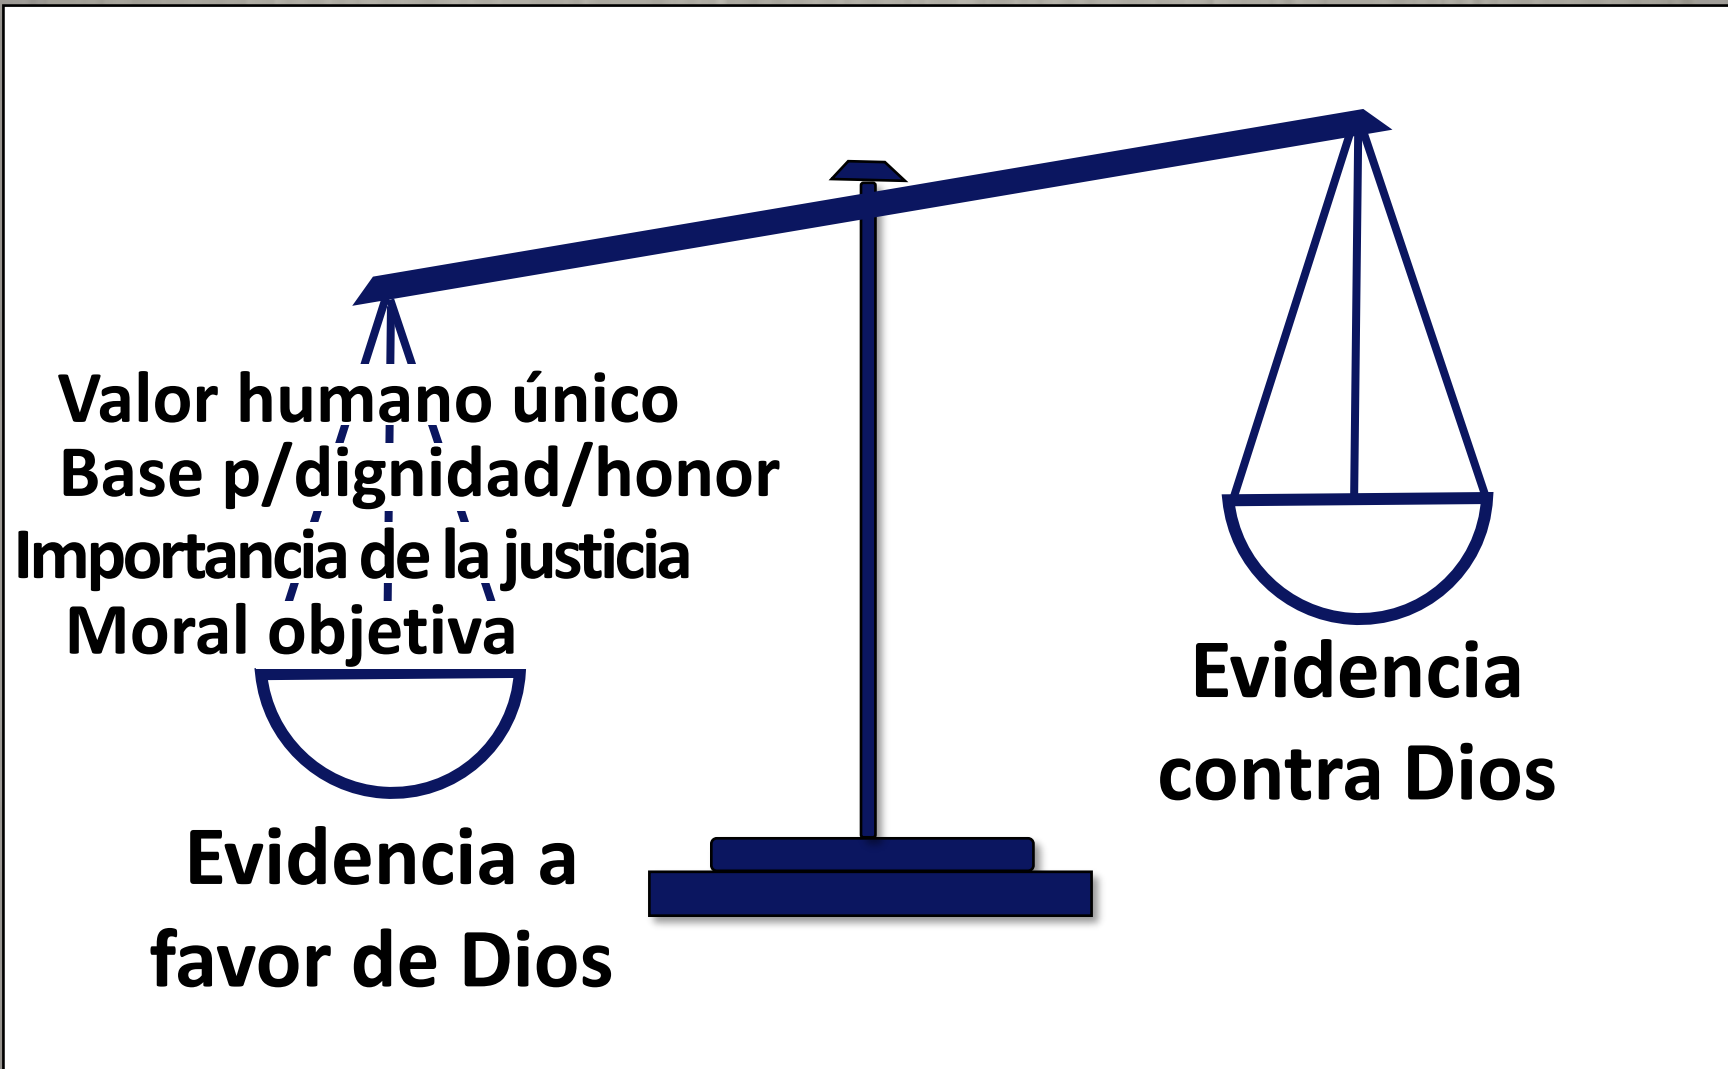 Valor humano único
Base p/dignidad/honor
Importancia de la justicia
Moral objetiva
Evidencia a
favor de Dios
Evidencia
contra Dios